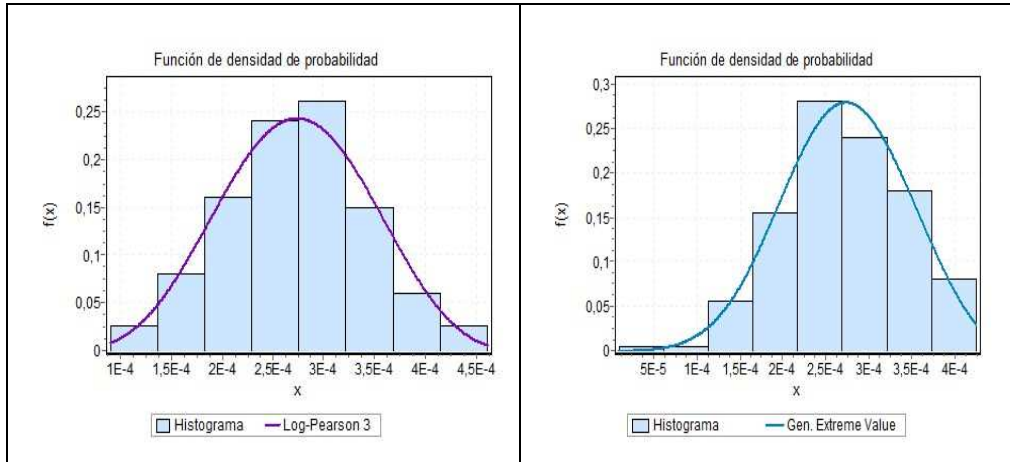 Función de densidad de probabilidad
f(x)
0,25
0,2
0,15
0,1
0,05
0
1E-4 1,5E-4 2E-4 2,5E-4 3E-4 3,5E-4 4E-4 4,5E-4
x
Histograma Log-Pearson 3
Función de densidad de probabilidad
f(x)
0,3
0,25
0,2
0,15
0,1
0,05
0
5E-5 1E-4 1,5E-4 2E-4 2,5E-4 3E-4 3,5E-4 4E-4
x
Histograma Gen. Extreme Value